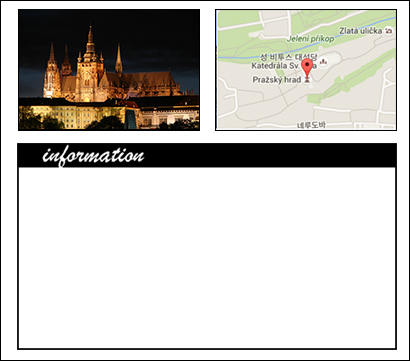 Jelení příkop
Zlatá ulička
성 비투스 대성당
Katedrála Sv.
Pražský hrad
네루도바
information